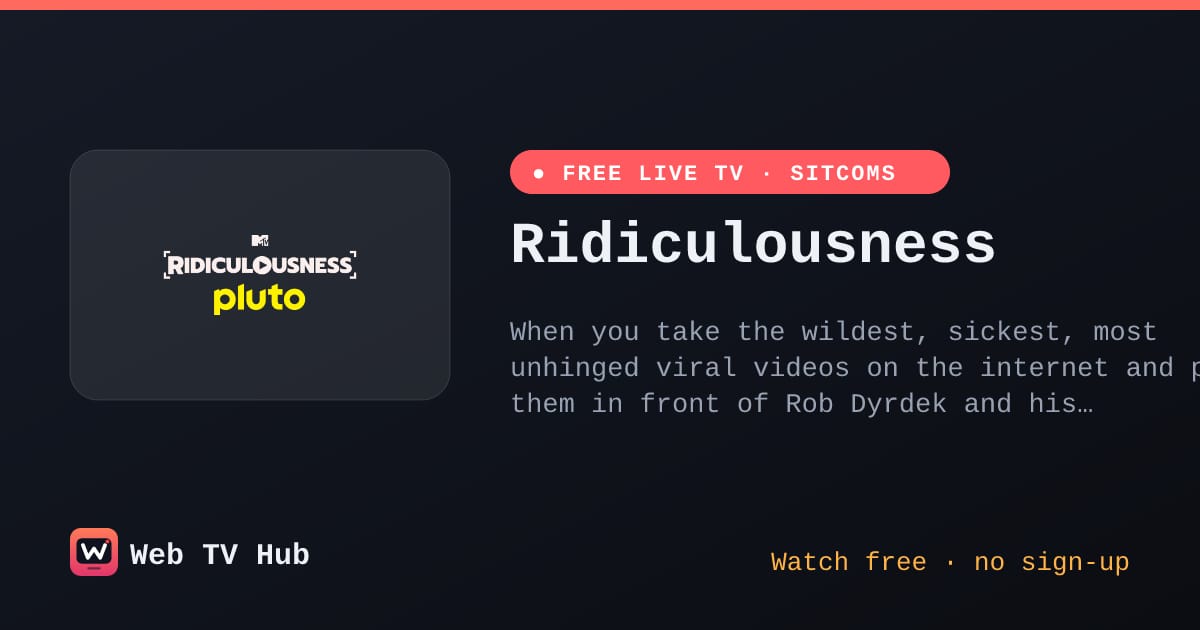 MTV
RIDICULOUSNESS
pluto
● FREE LIVE TV · SITCOMS
Ridiculousness
When you take the wildest, sickest, most
unhinged viral videos on the internet and p
them in front of Rob Dyrdek and his…
W
Web TV Hub
Watch free · no sign-up